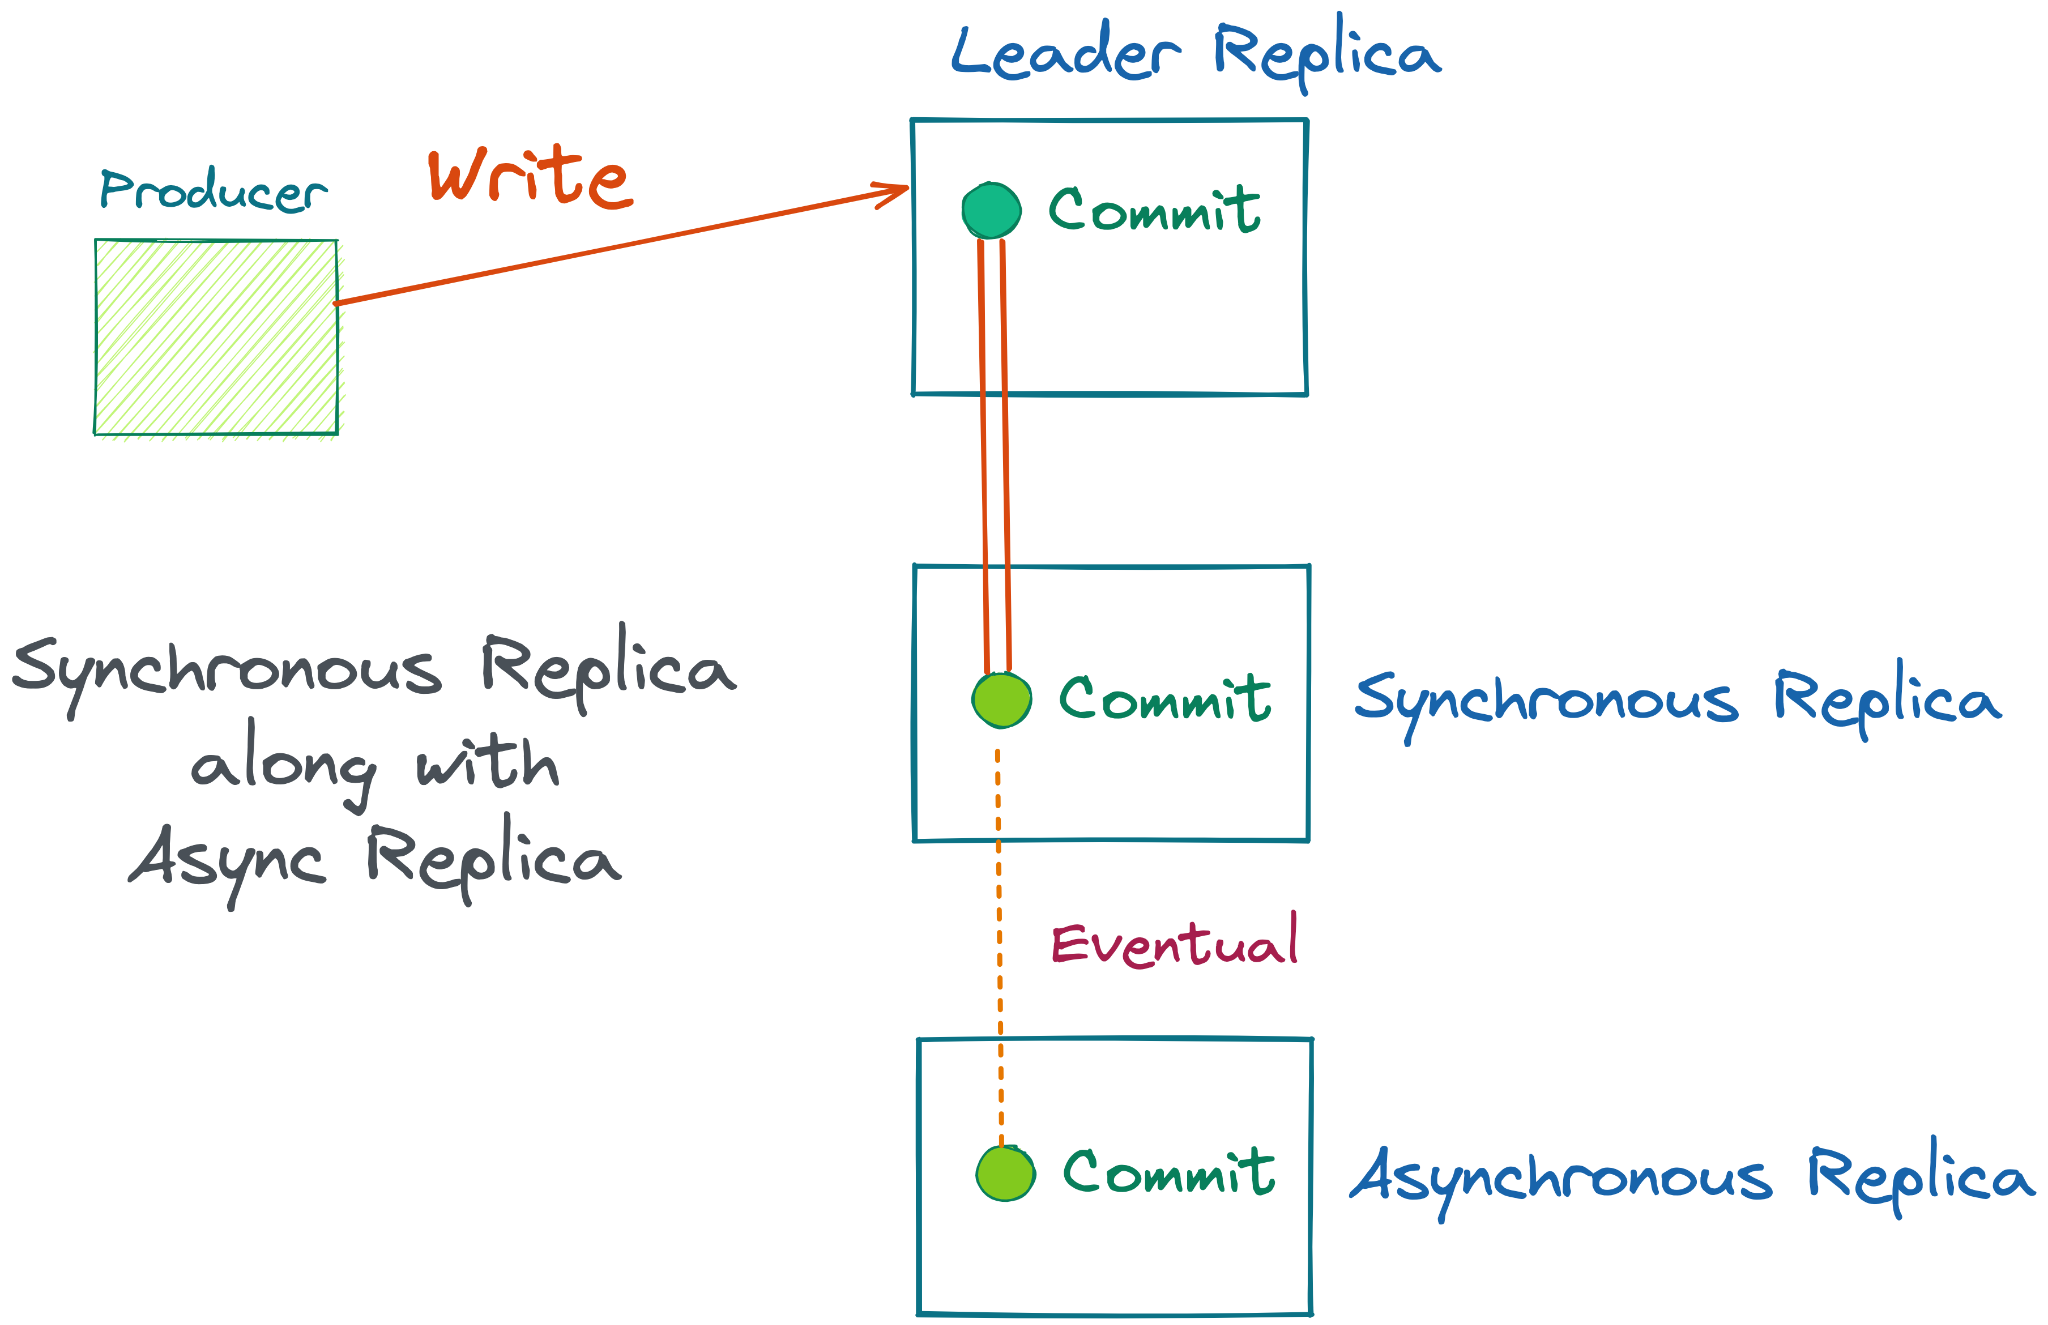 Leader Replica
Producer
Write
Commit
Synchronous Replica
along with
Async Replica
Commit
Synchronous Replica
Eventual
Commit
Asynchronous Replica